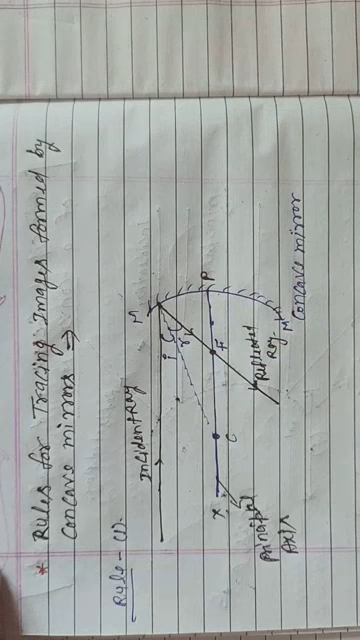 * Rules for Tracing Images formed by
concave mirrors ⇒
Rule-(1).
Incident Ray
M
i
r
P
F
C
X
Principal
Axis
Reflected
Ray
M'
Concave mirror